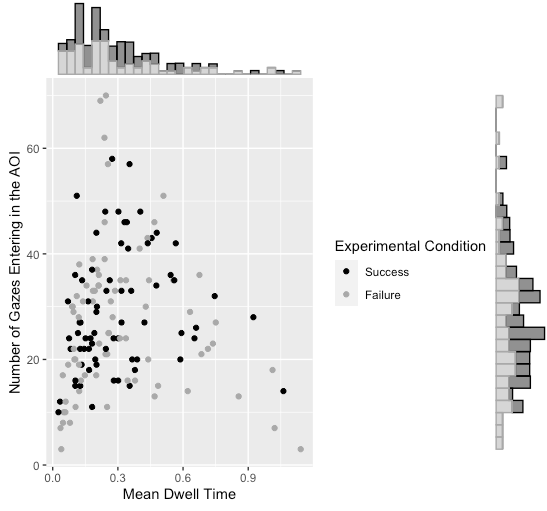 Number of Gazes Entering in the AOI
60
40
20
0
0.0 0.3 0.6 0.9
Mean Dwell Time
Experimental Condition
Success
Failure